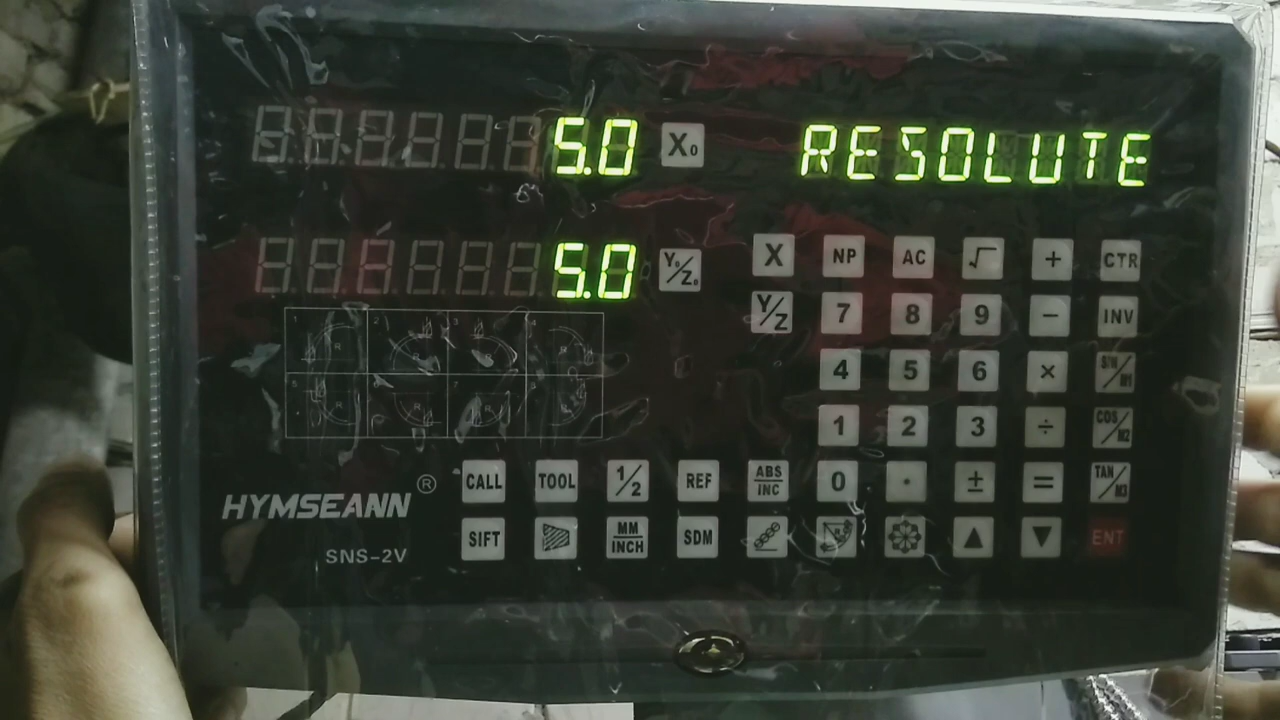 5.0 X₀ RESOLUTE
5.0 Y₀/Z₀
X NP AC √ + CTR
Y/Z 7 8 9 − INV
4 5 6 ×
1 2 3 ÷ COS/M2
CALL TOOL 1/2 REF ABS/INC 0 · ± = TAN/M3
HYMSEANN®
SIFT MM/INCH SDM ▲ ▼ ENT
SNS-2V